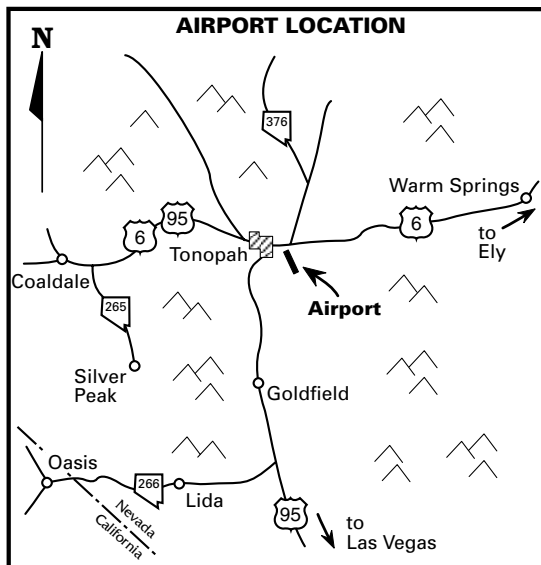 AIRPORT LOCATION
N
376
Warm Springs
95
6
6
to
Ely
Tonopah
Coaldale
Airport
265
Silver
Peak
Goldfield
Oasis
266
Lida
Nevada
California
95
to
Las Vegas